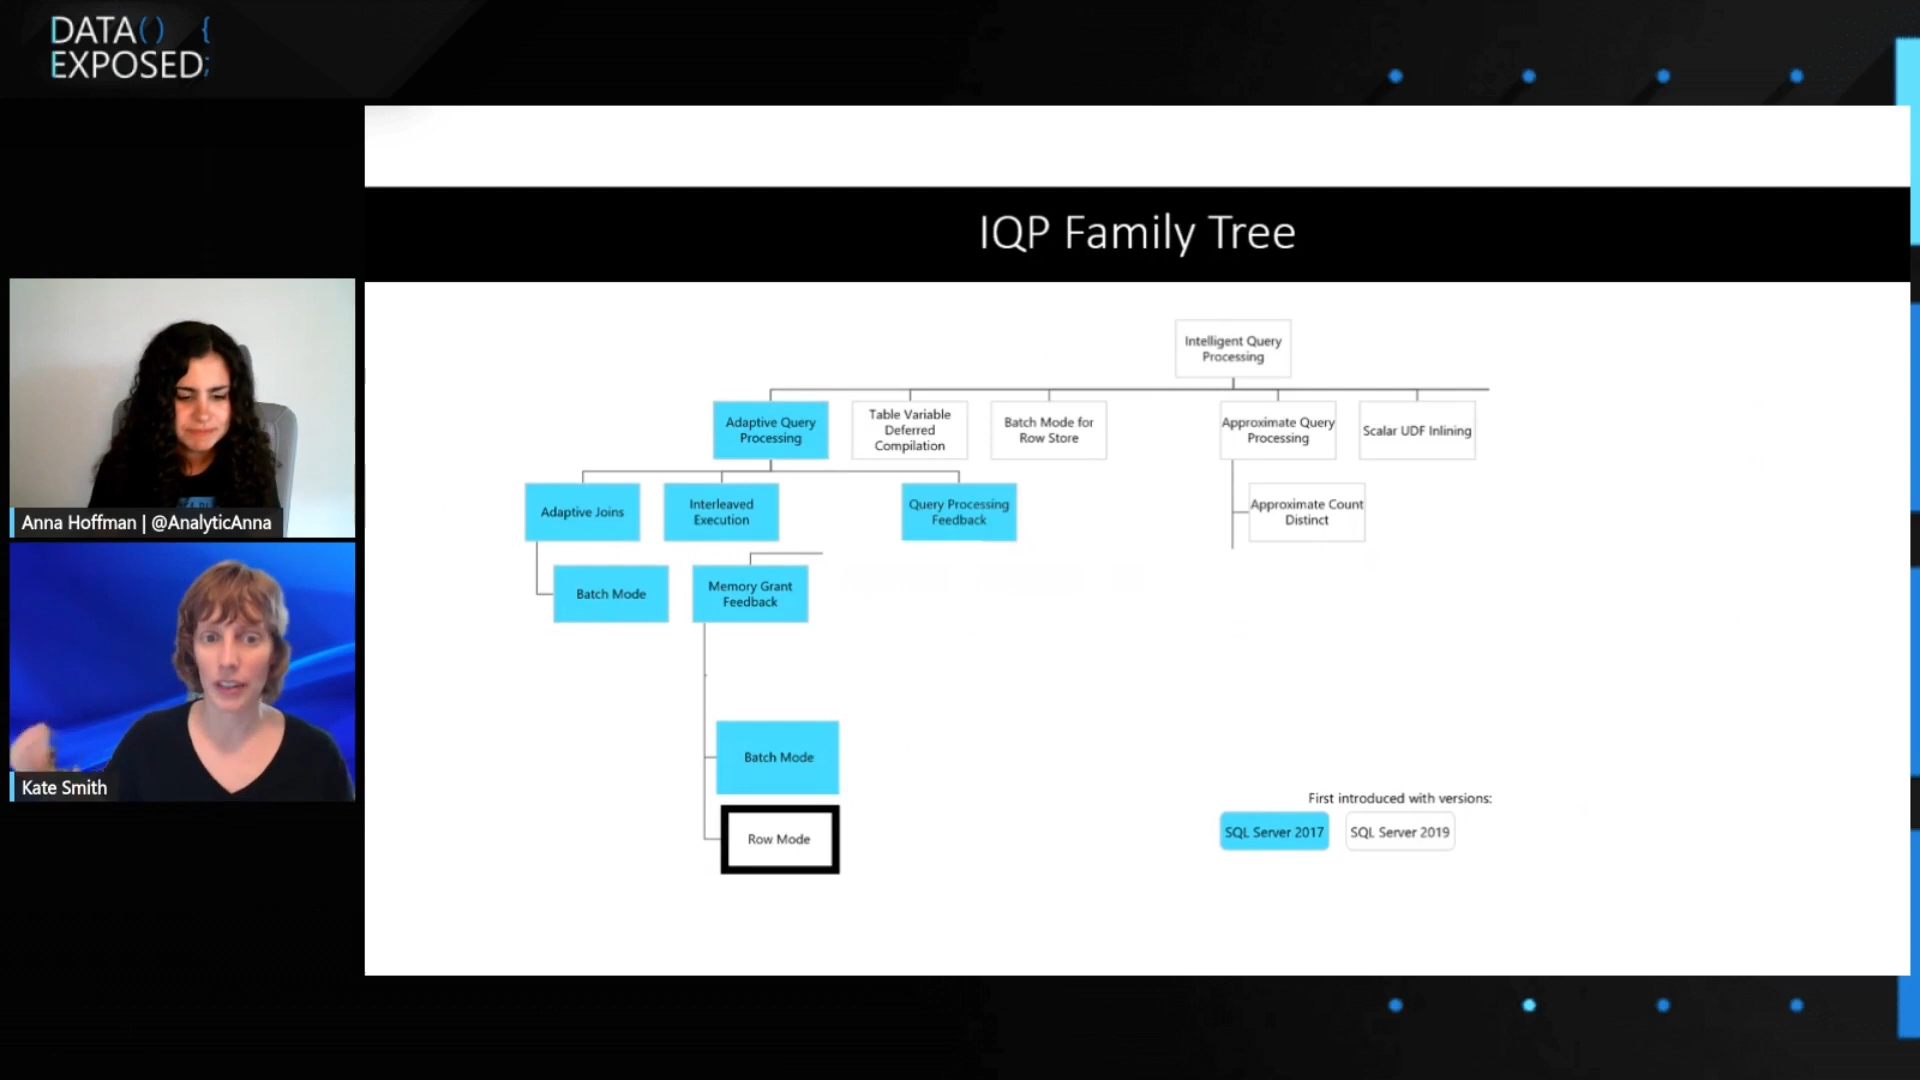 DATA() {
EXPOSED;
IQP Family Tree
Intelligent Query
Processing
Adaptive Query
Processing
Table Variable
Deferred
Compilation
Batch Mode for
Row Store
Approximate Query
Processing
Scalar UDF Inlining
Adaptive Joins
Interleaved
Execution
Query Processing
Feedback
Approximate Count
Distinct
Batch Mode
Memory Grant
Feedback
Batch Mode
Row Mode
First introduced with versions:
SQL Server 2017
SQL Server 2019
Anna Hoffman | @AnalyticAnna
Kate Smith